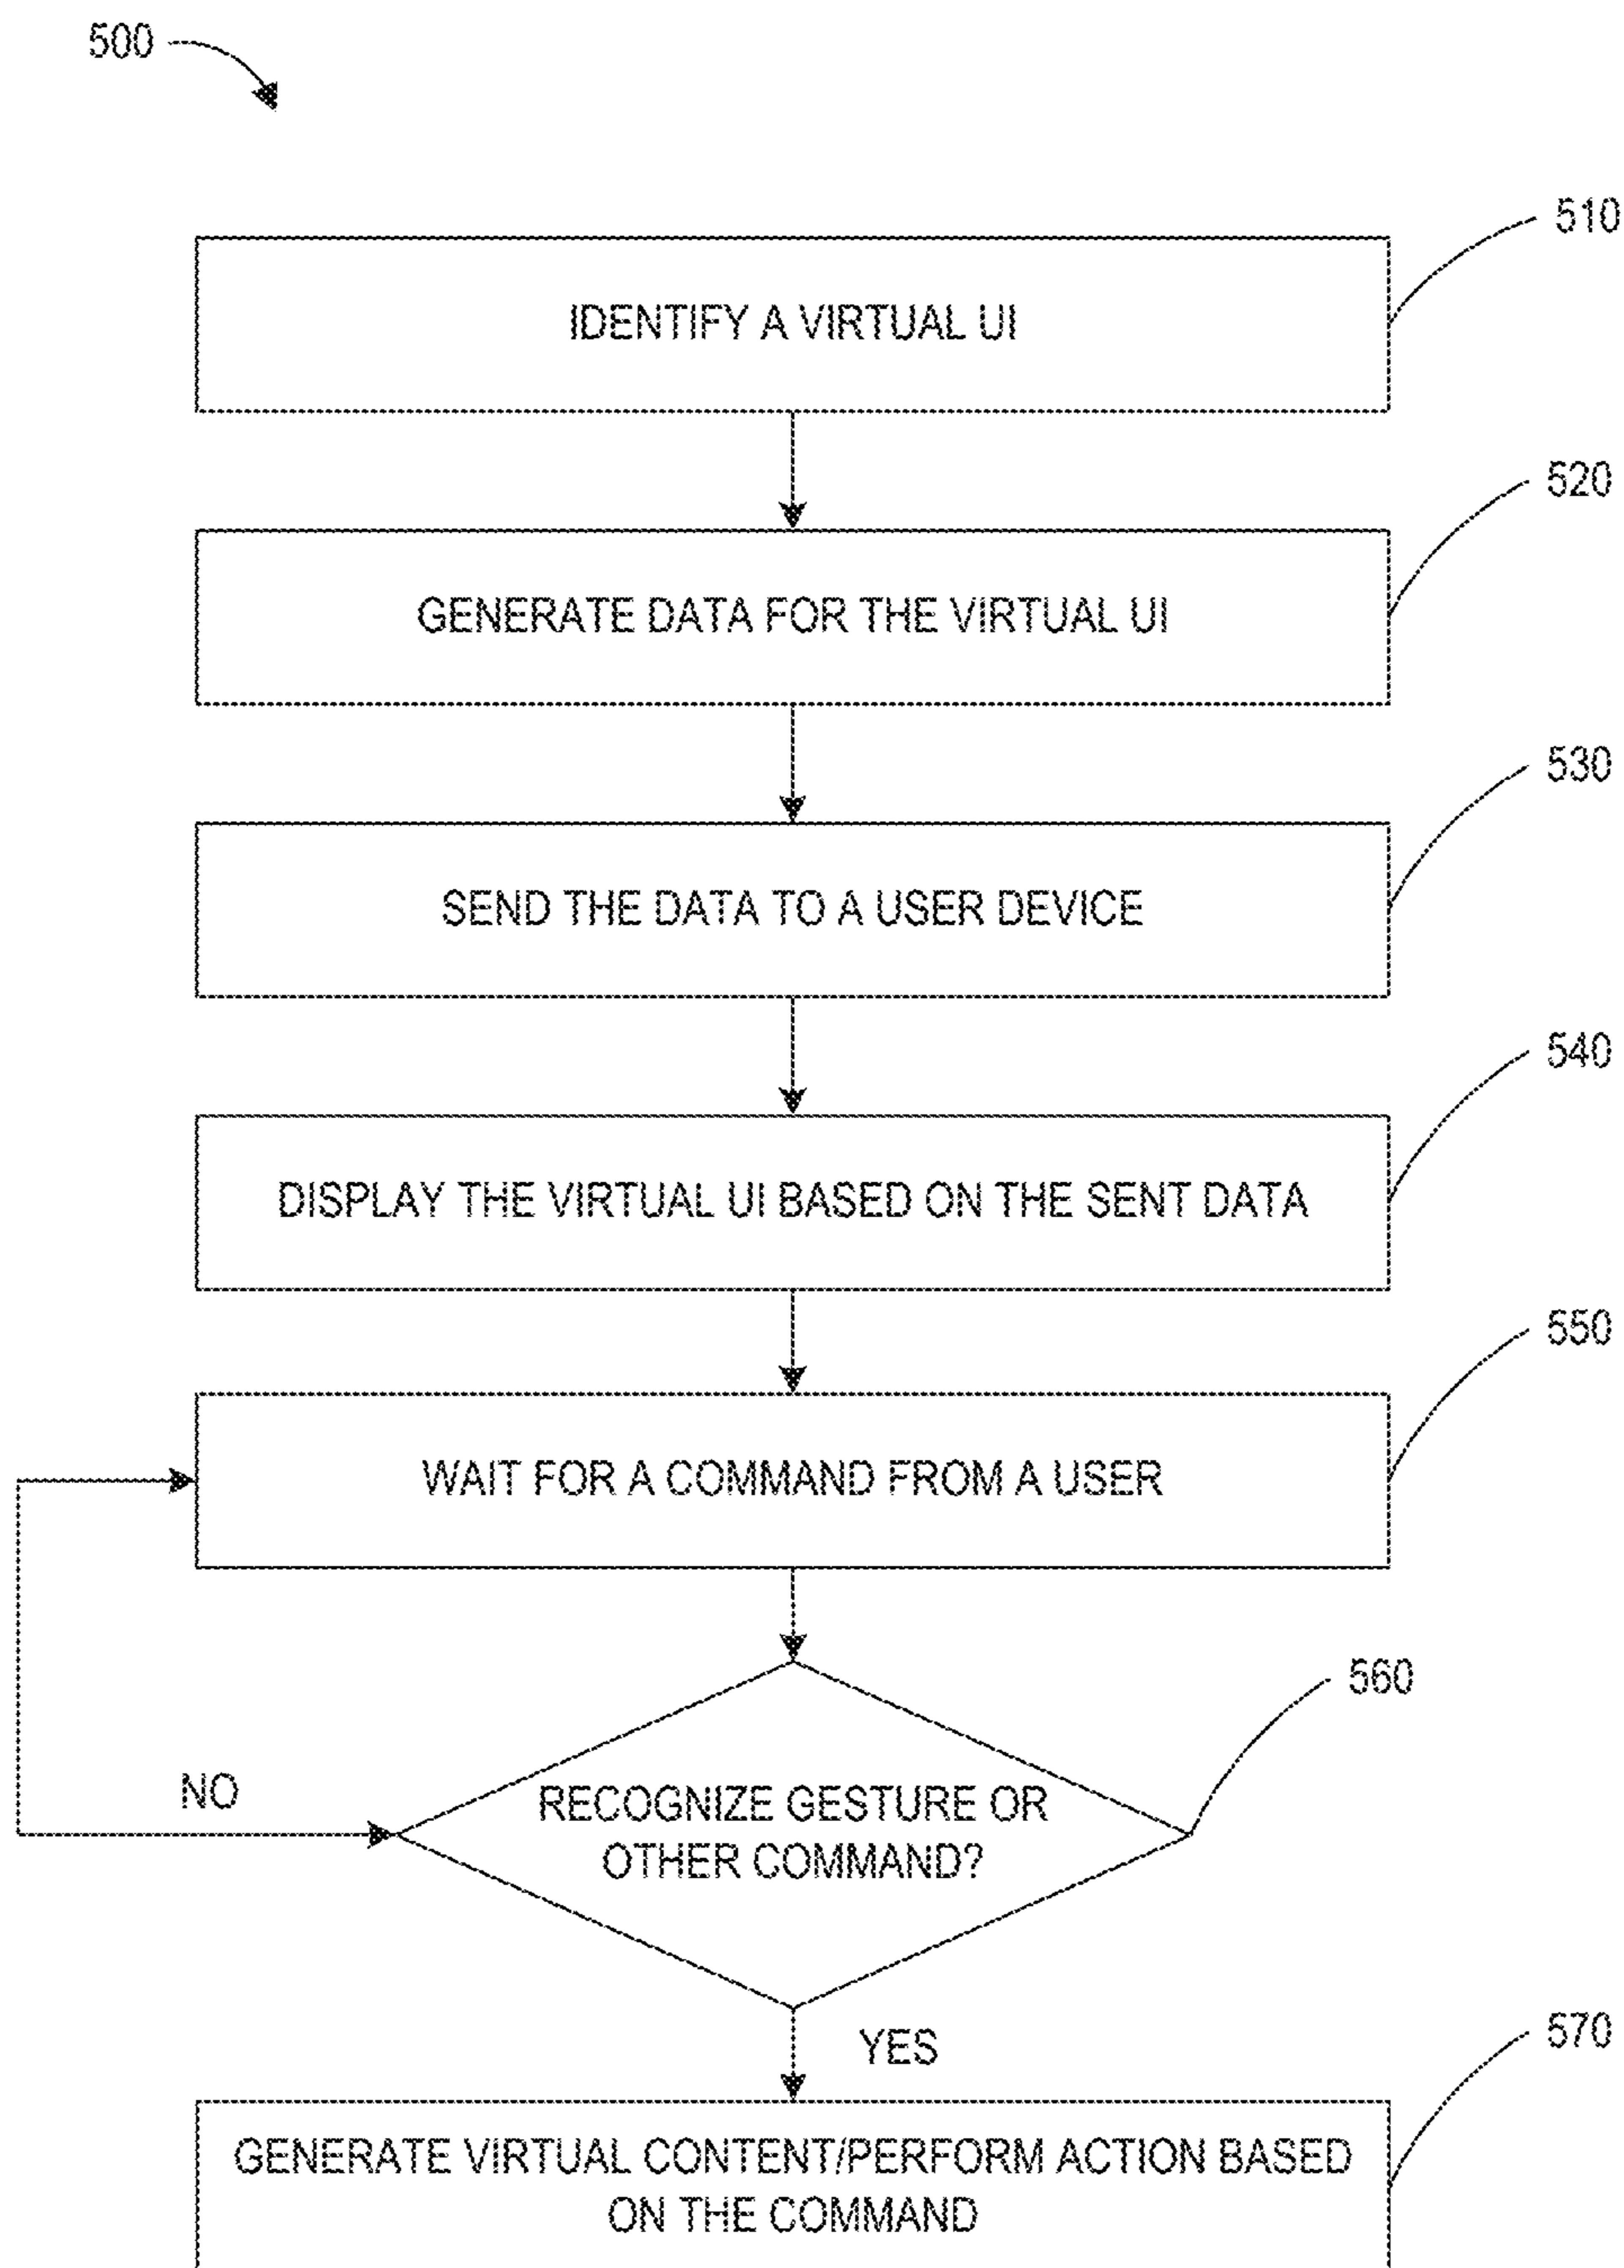 500
510
IDENTIFY A VIRTUAL UI
520
GENERATE DATA FOR THE VIRTUAL UI
530
SEND THE DATA TO A USER DEVICE
540
DISPLAY THE VIRTUAL UI BASED ON THE SENT DATA
550
WAIT FOR A COMMAND FROM A USER
560
NO
RECOGNIZE GESTURE OR
OTHER COMMAND?
YES
570
GENERATE VIRTUAL CONTENT/PERFORM ACTION BASED
ON THE COMMAND